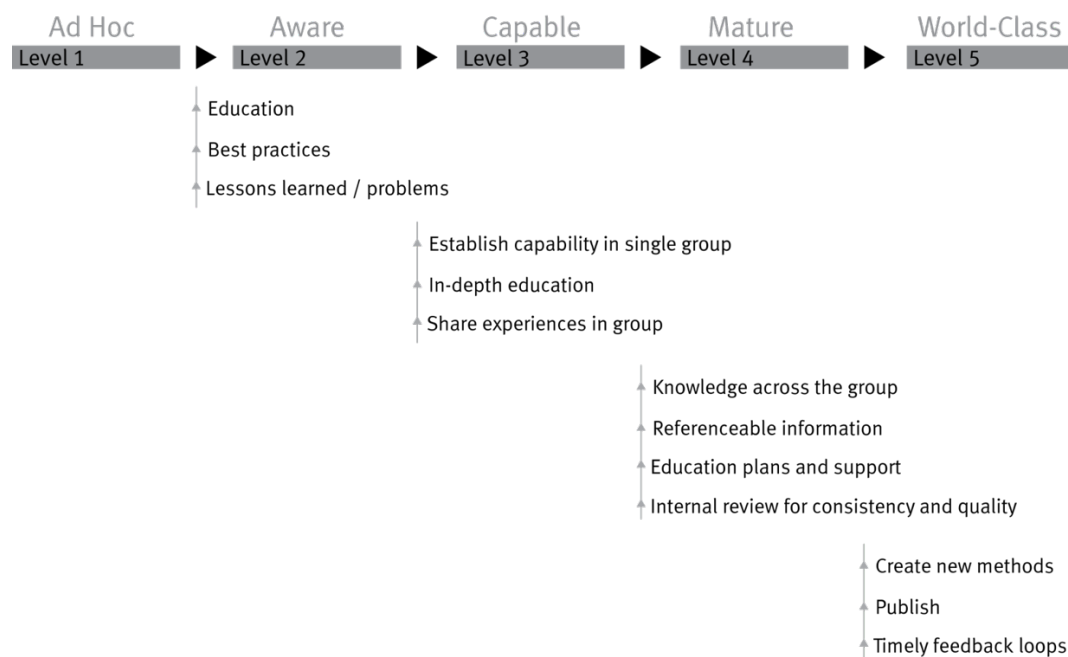 Ad Hoc
Aware
Capable
Mature
World-Class
Level 1
Level 2
Level 3
Level 4
Level 5
Education
Best practices
Lessons learned / problems
Establish capability in single group
In-depth education
Share experiences in group
Knowledge across the group
Referenceable information
Education plans and support
Internal review for consistency and quality
Create new methods
Publish
Timely feedback loops